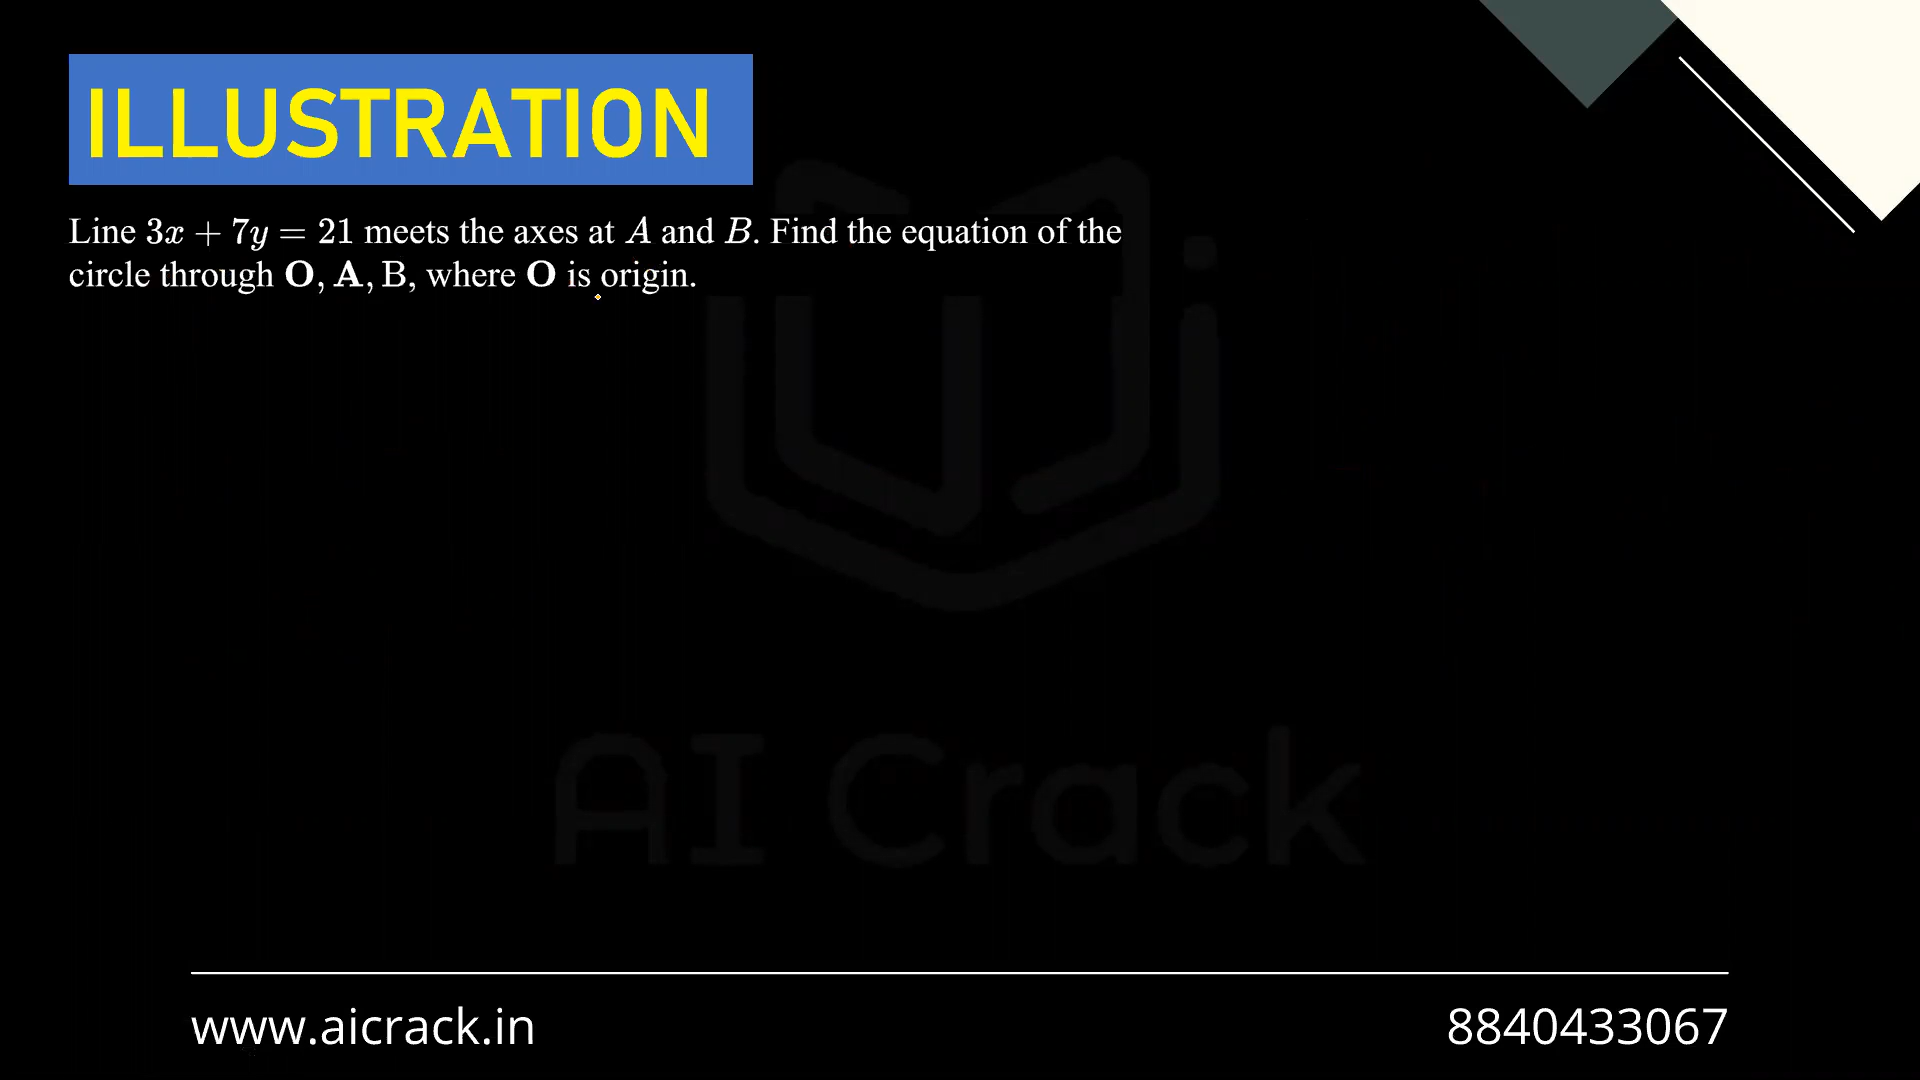 ILLUSTRATION
Line 3x + 7y = 21 meets the axes at A and B. Find the equation of the
circle through O, A, B, where O is origin.
AI Crack
www.aicrack.in
8840433067